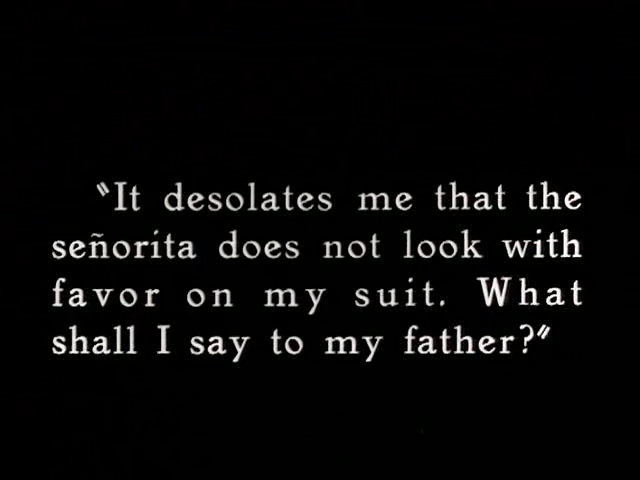 "It desolates me that the
señorita does not look with
favor on my suit. What
shall I say to my father?"